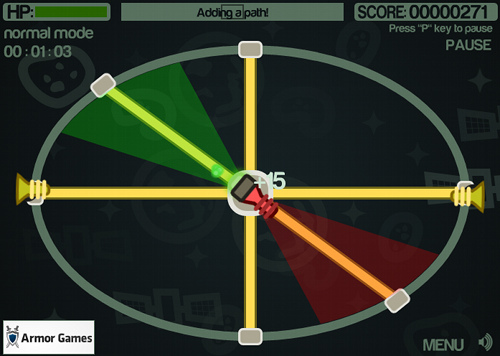 HP:
Adding a path!
SCORE: 00000271
normal mode
Press "P" key to pause
00 : 01 : 03
PAUSE
+15
Armor Games
MENU